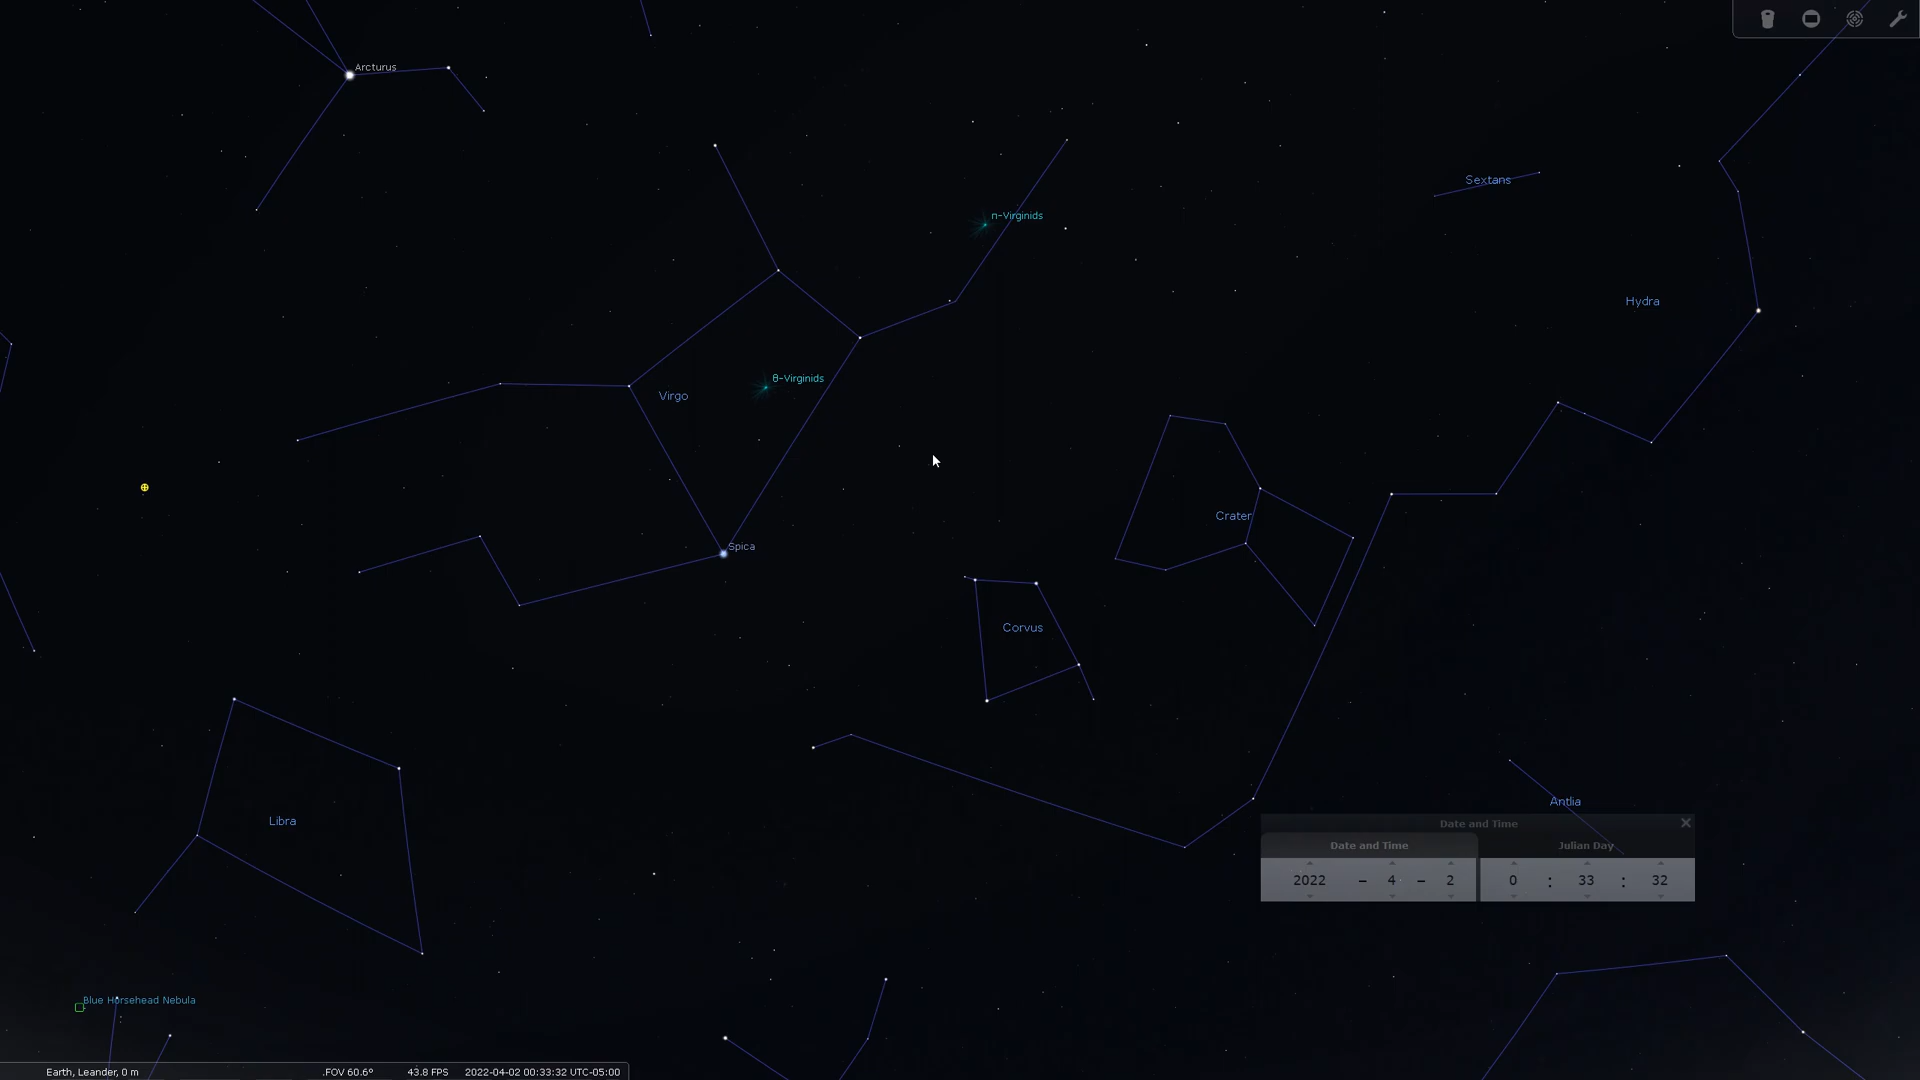 Arcturus
Sextans
π-Virginids
Hydra
θ-Virginids
Virgo
Crater
Spica
Corvus
Antlia
Libra
Date and Time
Date and Time
Julian Day
2022 – 4 – 2 0 : 33 : 32
Blue Horsehead Nebula
Earth, Leander, 0 m FOV 60.6° 43.8 FPS 2022-04-02 00:33:32 UTC-05:00